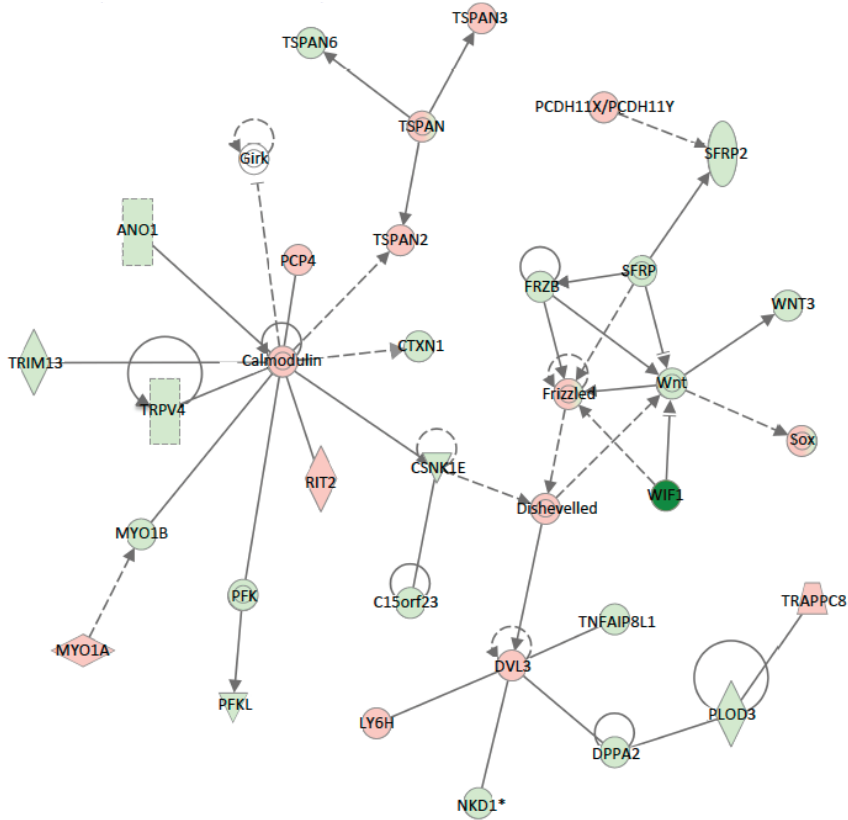 TSPAN3
TSPAN6
PCDH11X/PCDH11Y
TSPAN
SFRP2
Girk
ANO1
TSPAN2
PCP4
SFRP
FRZB
WNT3
CTXN1
Calmodulin
TRIM13
Wnt
Frizzled
TRPV4
Sox
CSNK1E
RIT2
WIF1
Dishevelled
MYO1B
PFK
C15orf23
TRAPPC8
TNFAIP8L1
MYO1A
DVL3
PFKL
PLOD3
LY6H
DPPA2
NKD1*